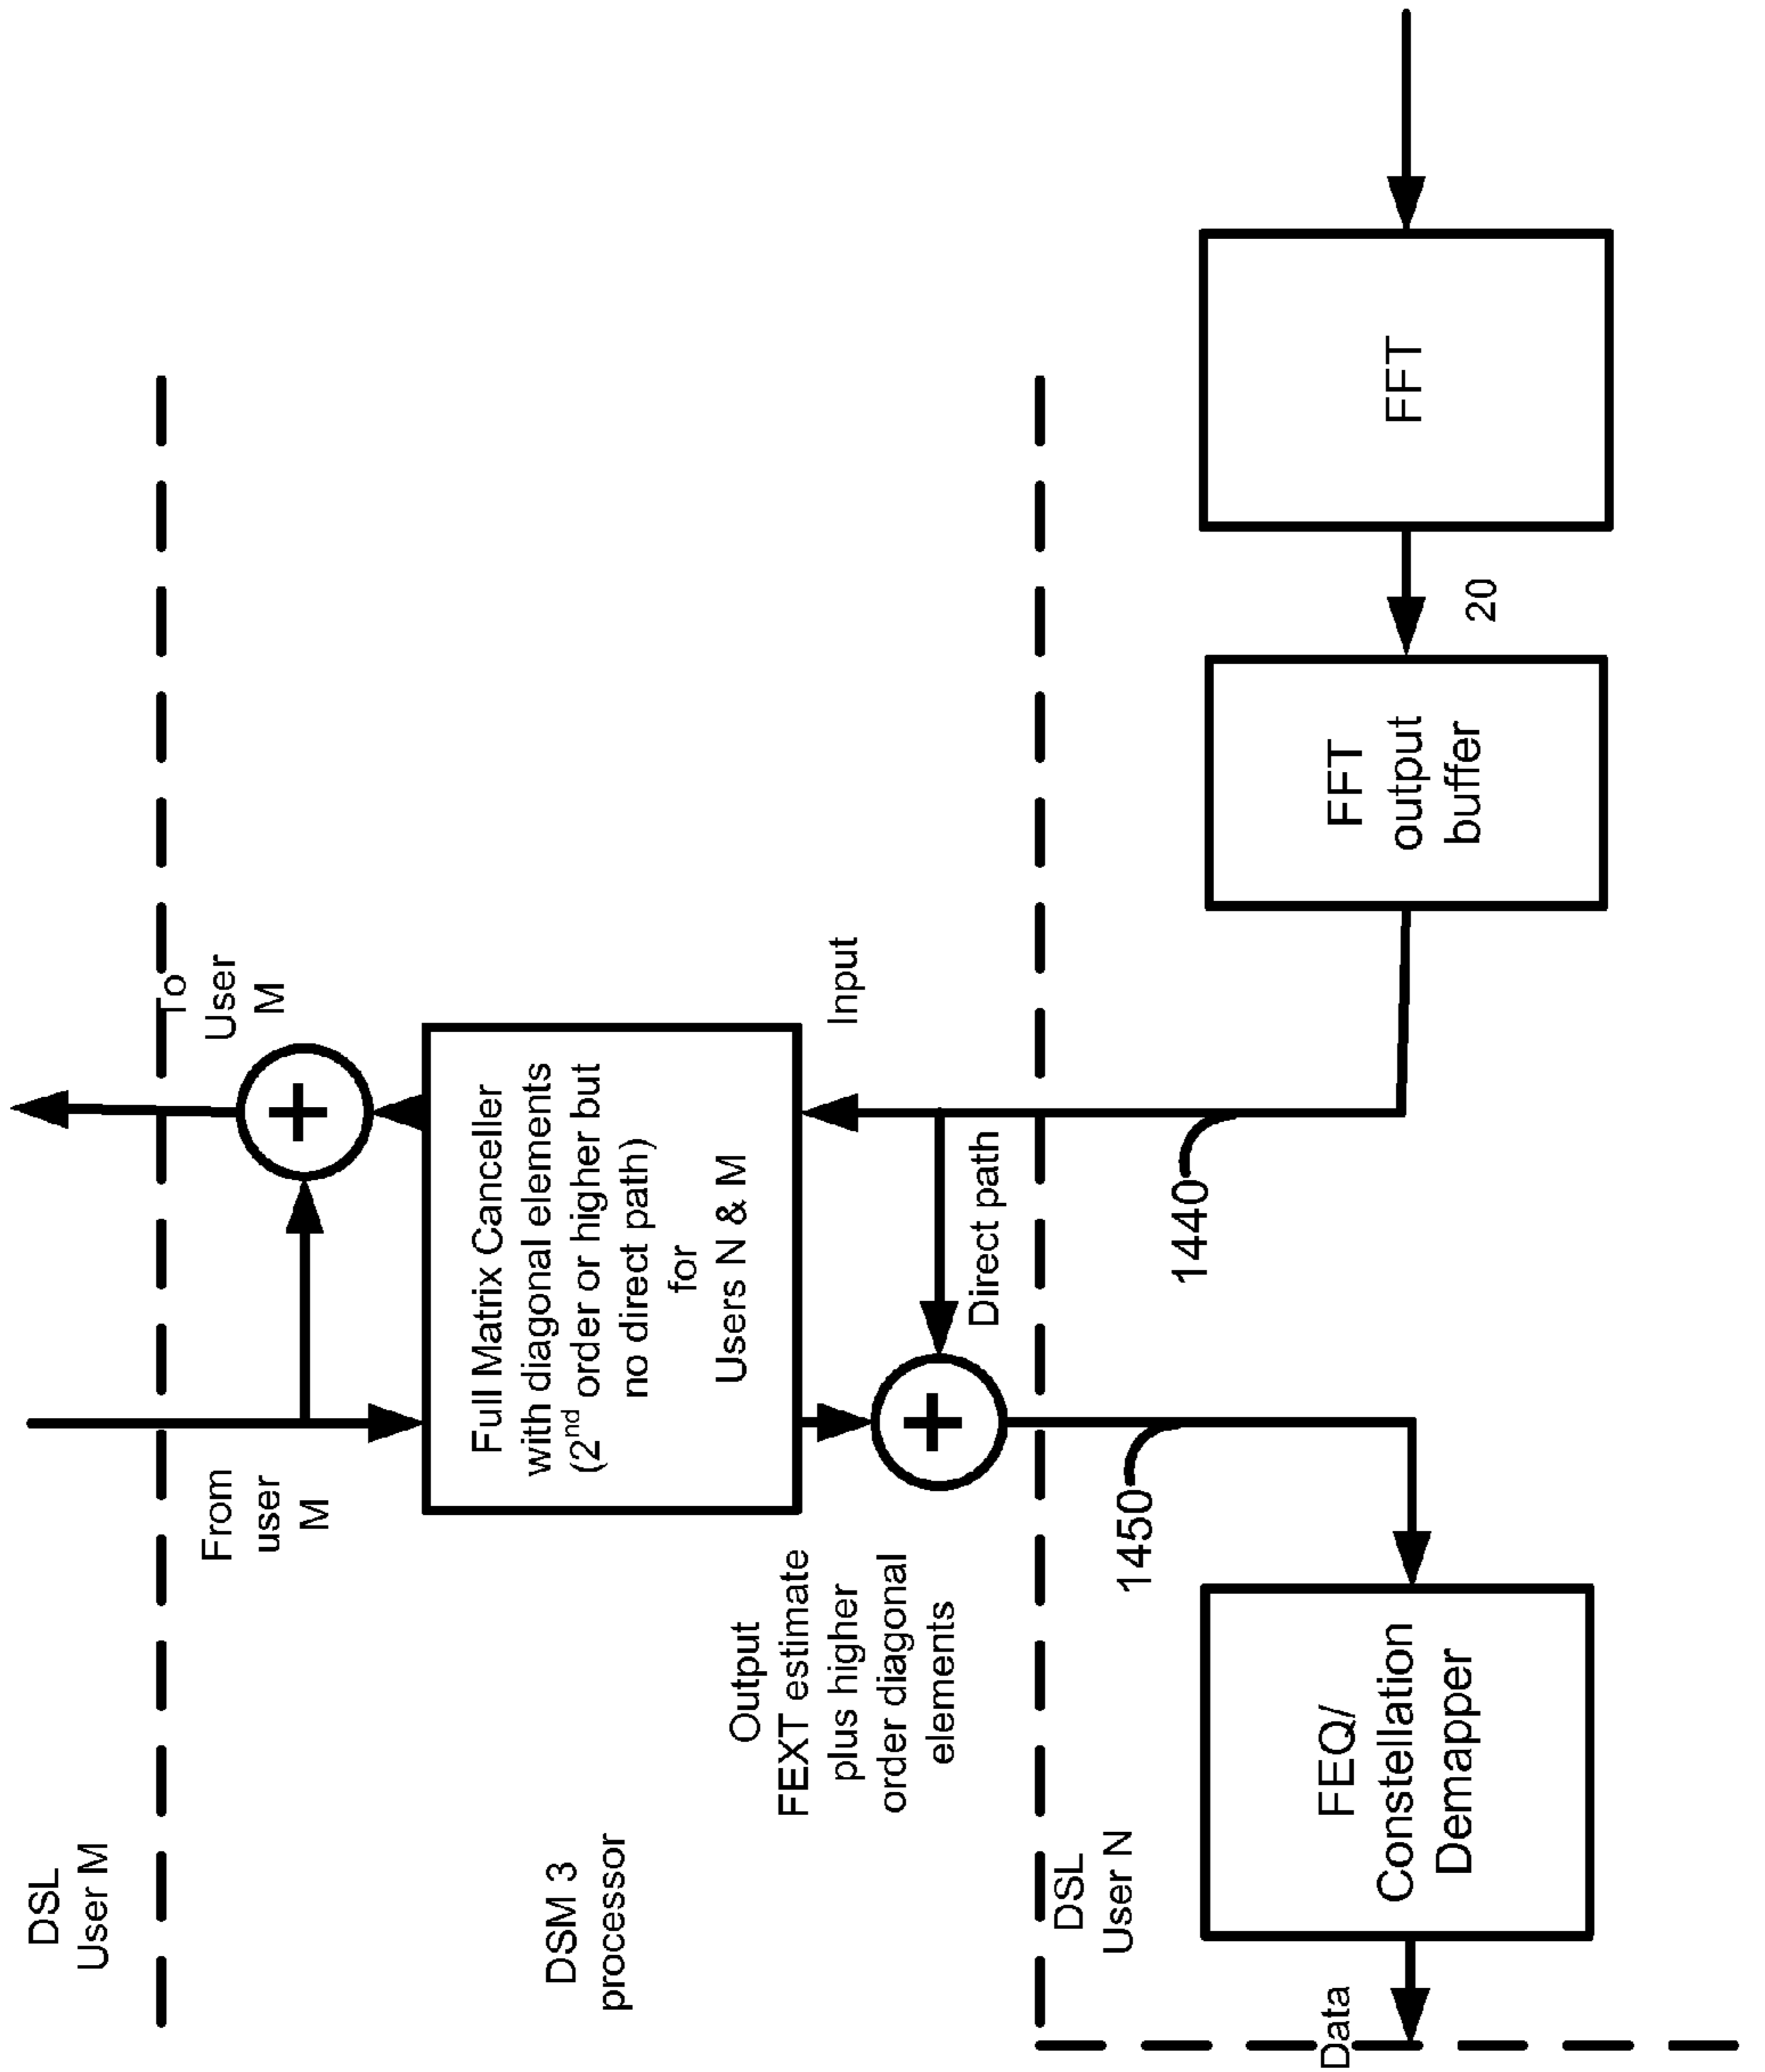 DSL
User M
From
user
M
To
User
M
DSM 3
processor
Full Matrix Canceller
with diagonal elements
(2nd order or higher but
no direct path)
for
Users N & M
Output
FEXT estimate
plus higher
order diagonal
elements
Direct path
Input
DSL
User N
1450
1440
Data
FEQ/
Constellation
Demapper
FFT
output
buffer
20
FFT